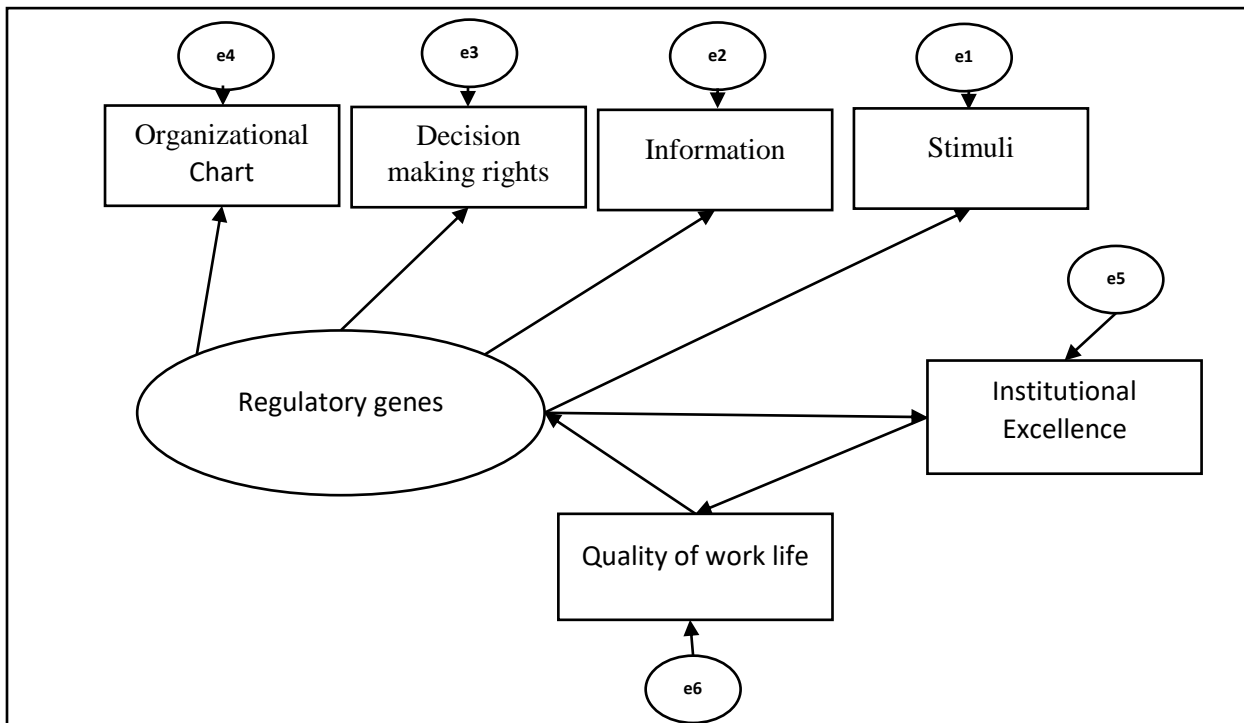 e4
e3
e2
e1
Organizational
Chart
Decision
making rights
Information
Stimuli
e5
Regulatory genes
Institutional
Excellence
Quality of work life
e6